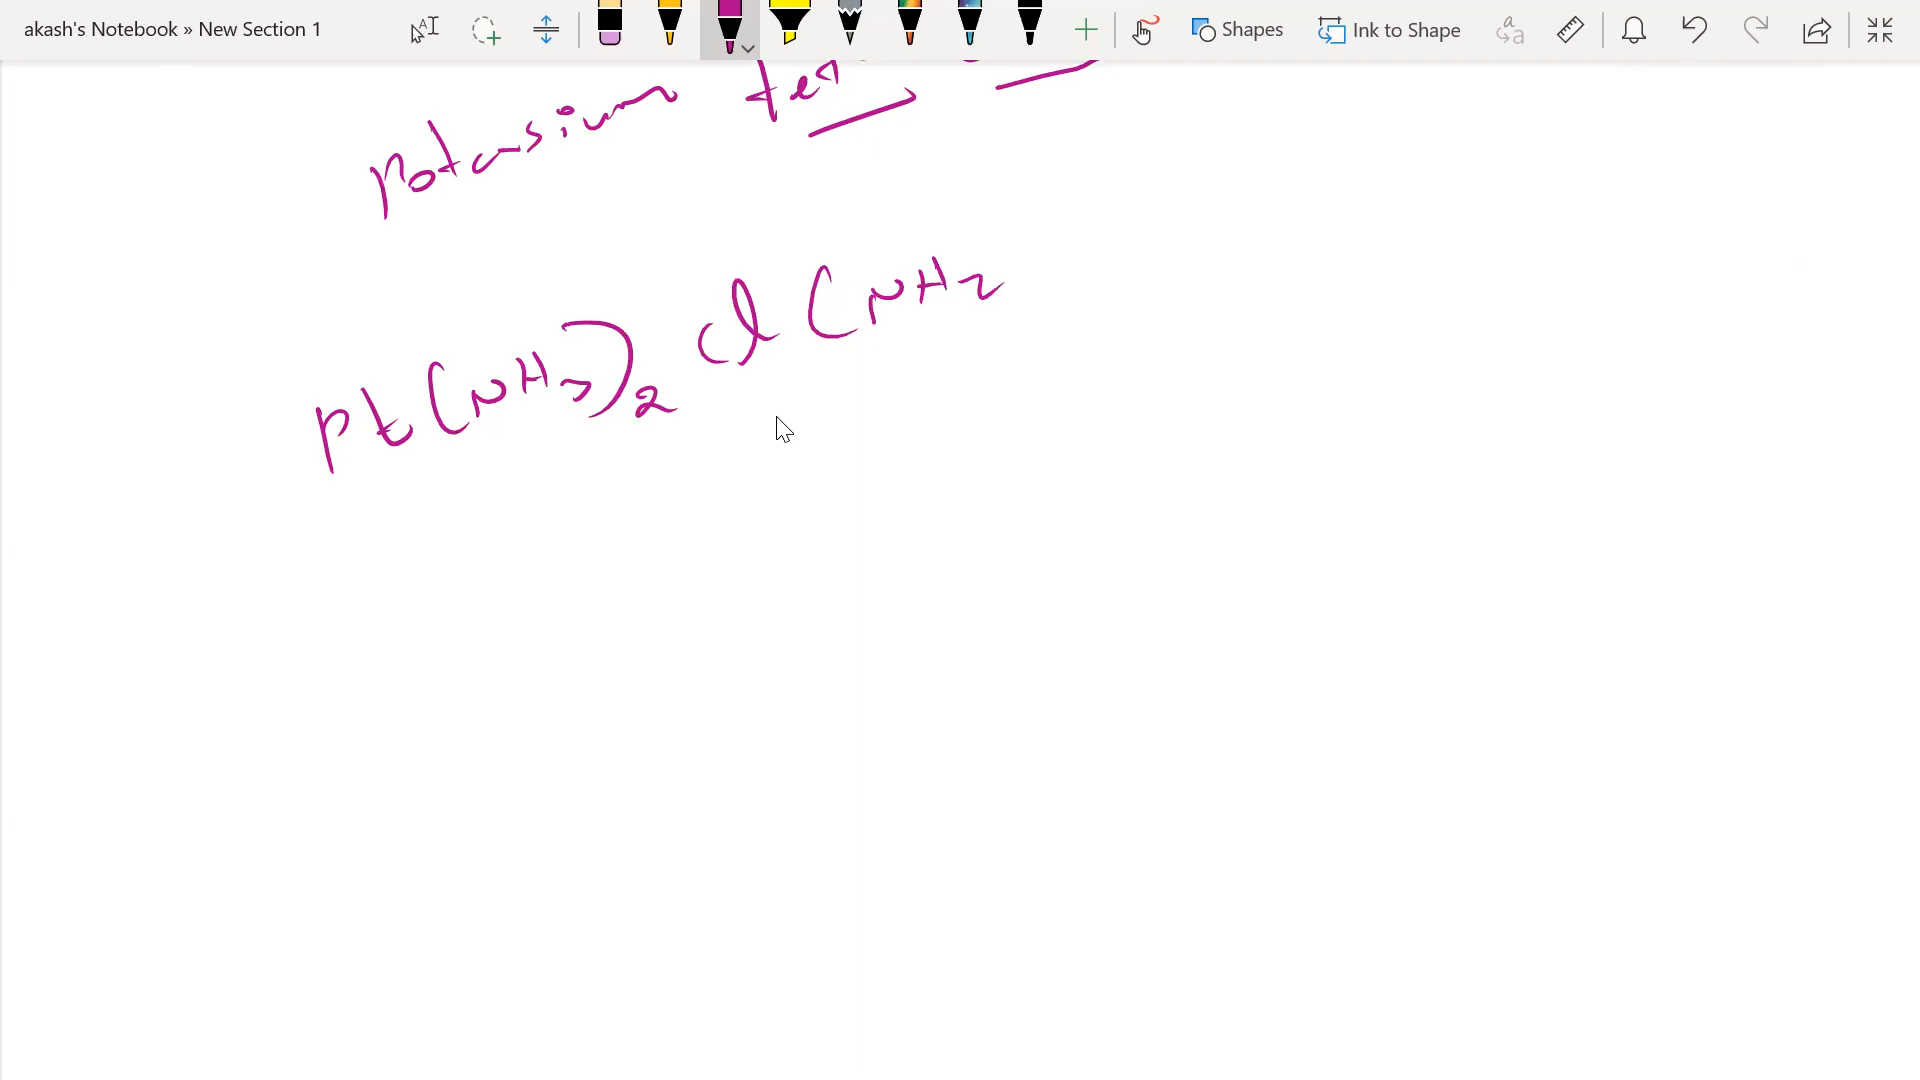 akash's Notebook » New Section 1
Shapes
Ink to Shape
Potassium
Pt(NH3)2 Cl(NH2